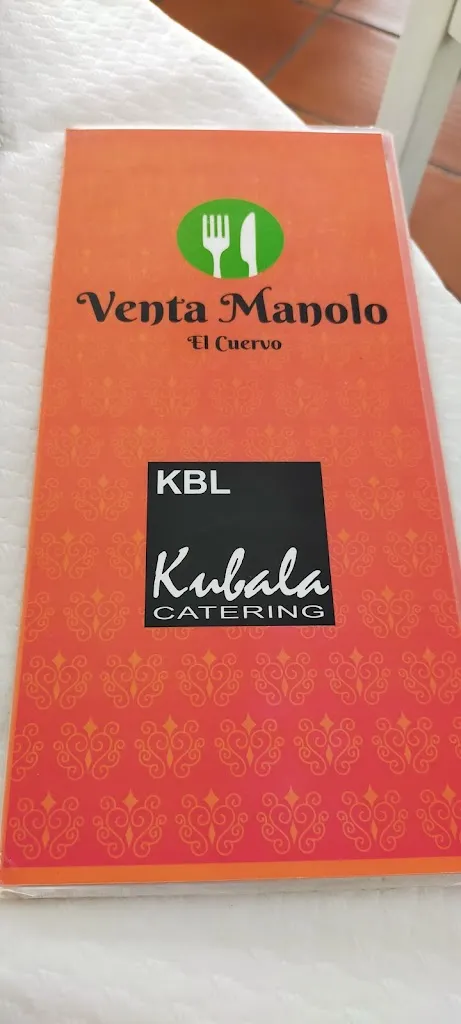 Venta Manolo
El Cuervo
KBL
Kubala
CATERING